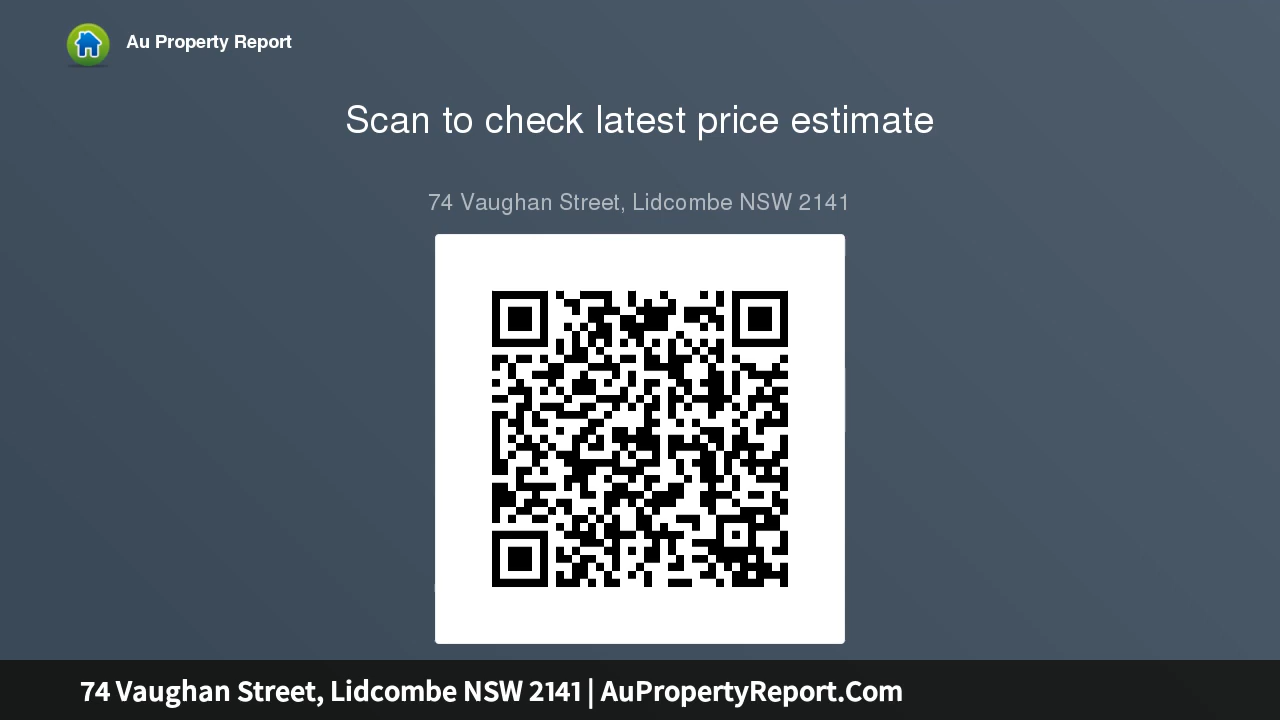 Au Property Report
Scan to check latest price estimate
74 Vaughan Street, Lidcombe NSW 2141
74 Vaughan Street, Lidcombe NSW 2141 | AuPropertyReport.Com